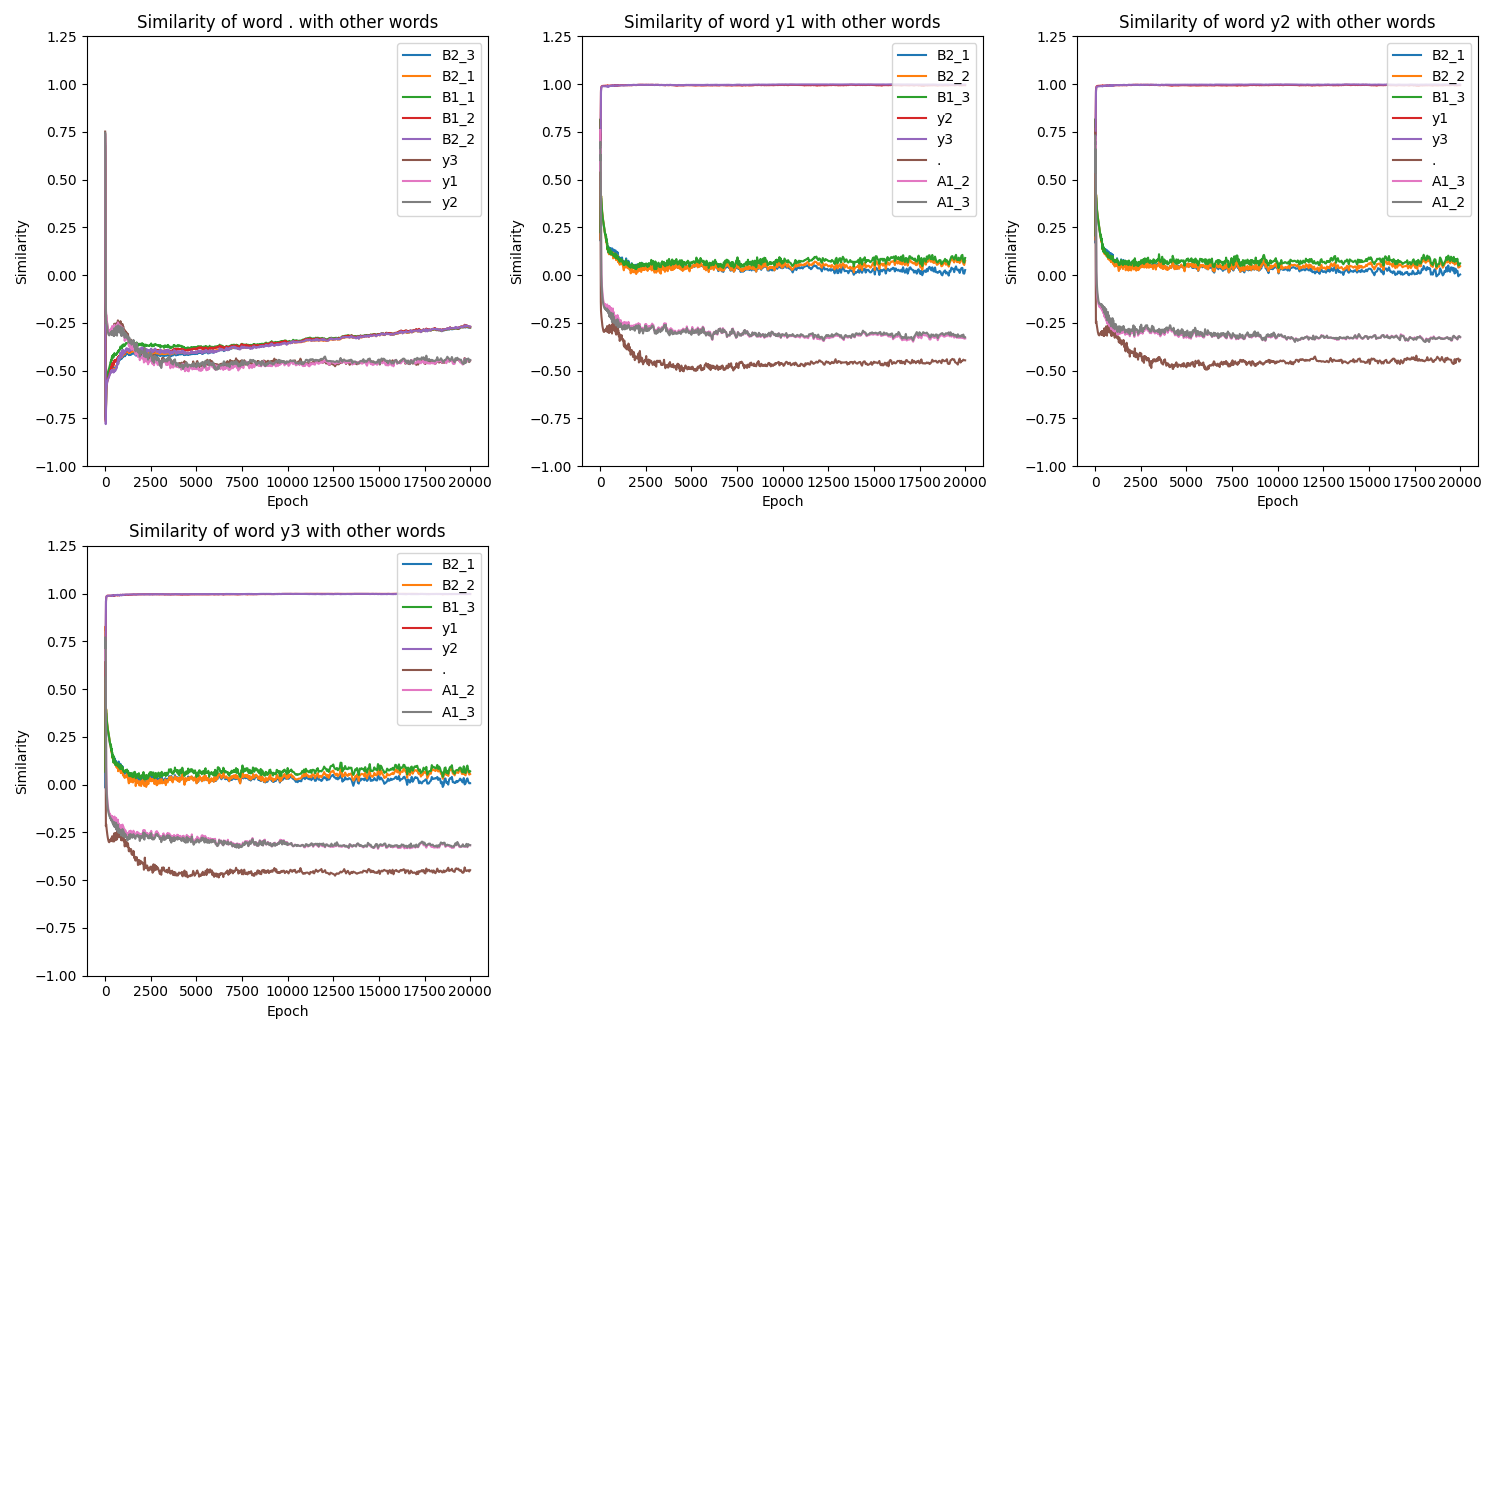 Similarity of word . with other words
1.25
1.00
0.75
0.50
0.25
0.00
−0.25
−0.50
−0.75
−1.00
Similarity
0 2500 5000 7500 10000 12500 15000 17500 20000
Epoch
B2_3
B2_1
B1_1
B1_2
B2_2
y3
y1
y2
Similarity of word y1 with other words
1.25
1.00
0.75
0.50
0.25
0.00
−0.25
−0.50
−0.75
−1.00
Similarity
0 2500 5000 7500 10000 12500 15000 17500 20000
Epoch
B2_1
B2_2
B1_3
y2
y3
.
A1_2
A1_3
Similarity of word y2 with other words
1.25
1.00
0.75
0.50
0.25
0.00
−0.25
−0.50
−0.75
−1.00
Similarity
0 2500 5000 7500 10000 12500 15000 17500 20000
Epoch
B2_1
B2_2
B1_3
y1
y3
.
A1_3
A1_2
Similarity of word y3 with other words
1.25
1.00
0.75
0.50
0.25
0.00
−0.25
−0.50
−0.75
−1.00
Similarity
0 2500 5000 7500 10000 12500 15000 17500 20000
Epoch
B2_1
B2_2
B1_3
y1
y2
.
A1_2
A1_3